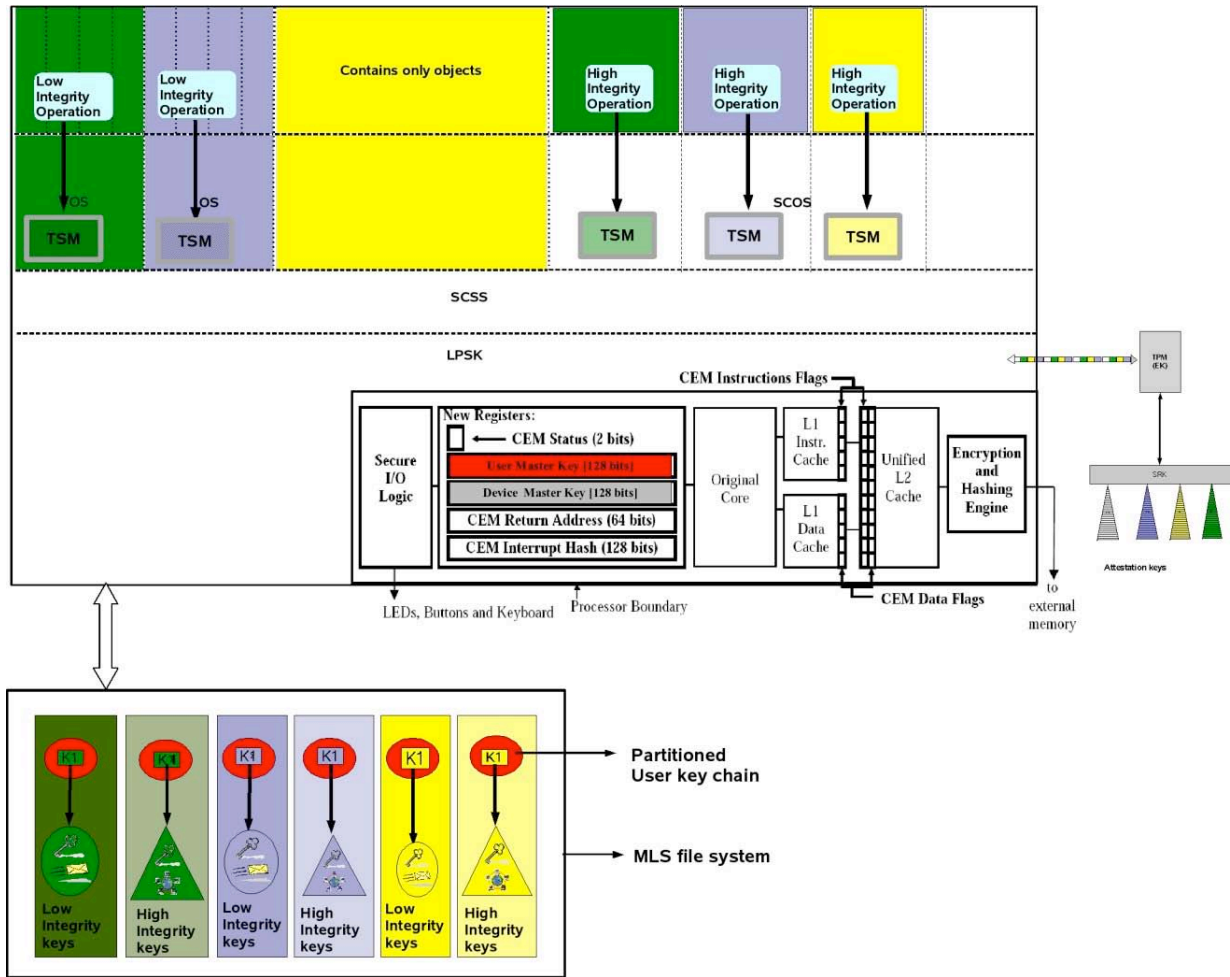 Low
Integrity
Operation
Low
Integrity
Operation
Contains only objects
High
Integrity
Operation
High
Integrity
Operation
High
Integrity
Operation
OS
OS
SCOS
TSM
TSM
TSM
TSM
TSM
SCSS
LPSK
TPM
(EK)
CEM Instructions Flags
New Registers:
CEM Status (2 bits)
User Master Key [128 bits]
Device Master Key [128 bits]
CEM Return Address (64 bits)
CEM Interrupt Hash (128 bits)
Secure
I/O
Logic
Original
Core
L1
Instr.
Cache
L1
Data
Cache
Unified
L2
Cache
Encryption
and
Hashing
Engine
SRK
Attestation keys
LEDs, Buttons and Keyboard
Processor Boundary
CEM Data Flags
to
external
memory
K1
K1
K1
K1
K1
K1
Partitioned
User key chain
MLS file system
Low
Integrity
keys
High
Integrity
keys
Low
Integrity
keys
High
Integrity
keys
Low
Integrity
keys
High
Integrity
keys